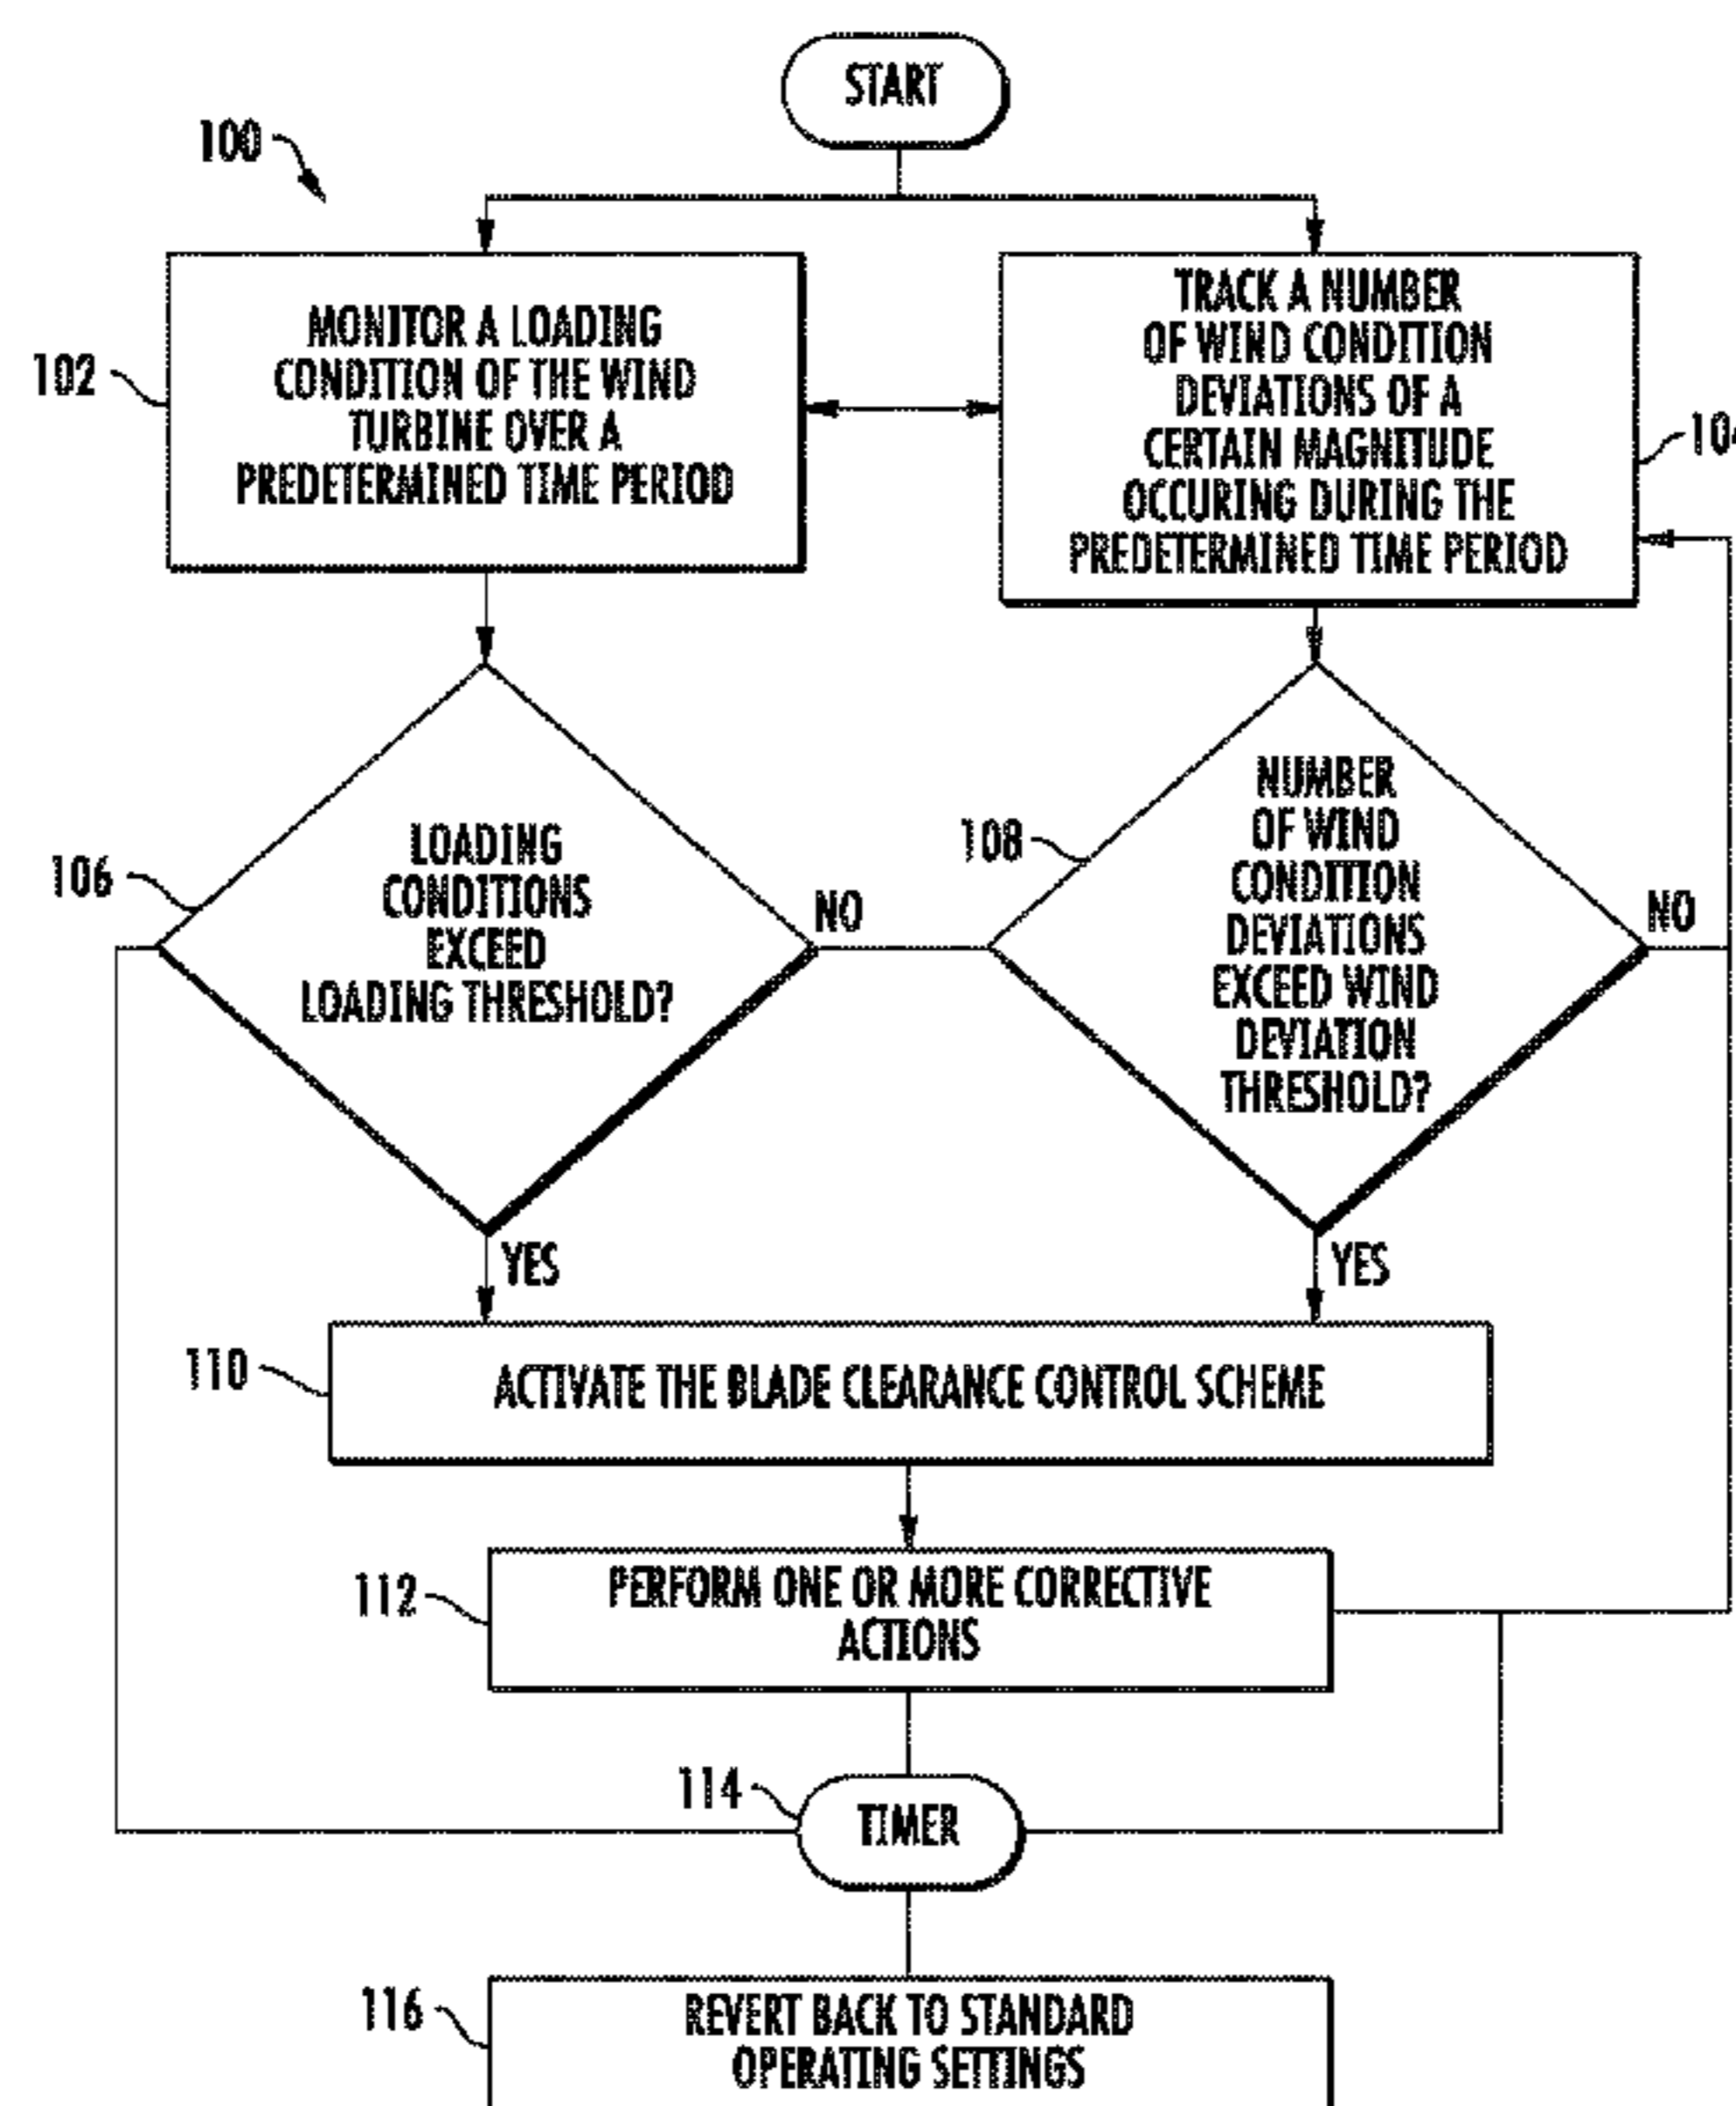 START
100
MONITOR A LOADING
CONDITION OF THE WIND
TURBINE OVER A
PREDETERMINED TIME PERIOD
102
TRACK A NUMBER
OF WIND CONDITION
DEVIATIONS OF A
CERTAIN MAGNITUDE
OCCURING DURING THE
PREDETERMINED TIME PERIOD
106
LOADING
CONDITIONS
EXCEED
LOADING THRESHOLD?
NO
108
NUMBER
OF WIND
CONDITION
DEVIATIONS
EXCEED WIND
DEVIATION
THRESHOLD?
NO
YES
YES
110
ACTIVATE THE BLADE CLEARANCE CONTROL SCHEME
112
PERFORM ONE OR MORE CORRECTIVE
ACTIONS
114
TIMER
116
REVERT BACK TO STANDARD
OPERATING SETTINGS